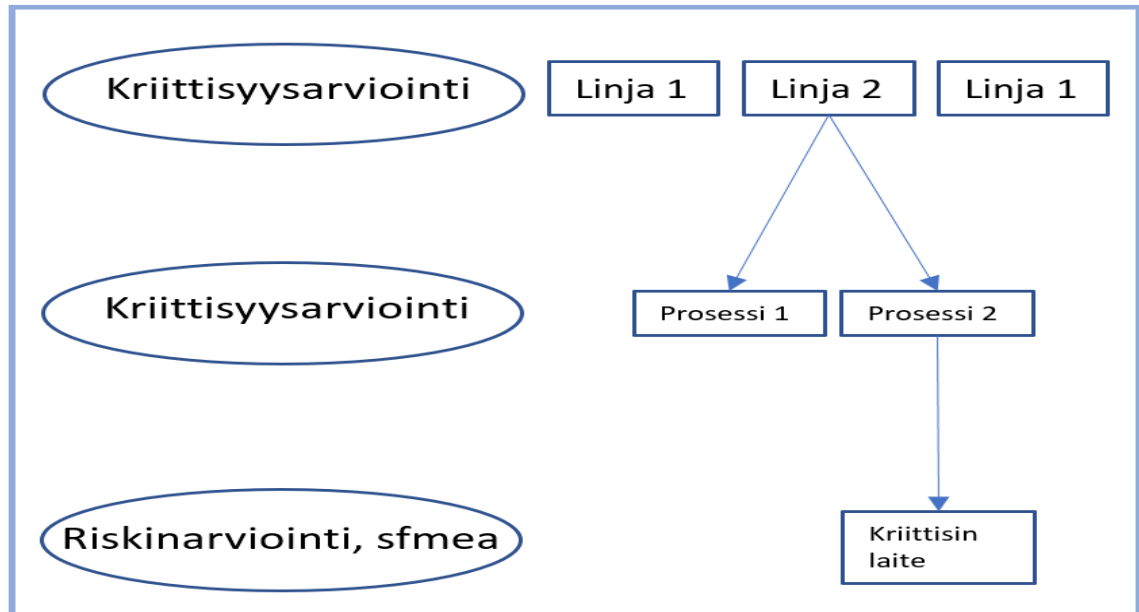 Kriittisyysarviointi
Linja 1
Linja 2
Linja 1
Kriittisyysarviointi
Prosessi 1
Prosessi 2
Riskinarviointi, sfmea
Kriittisin
laite